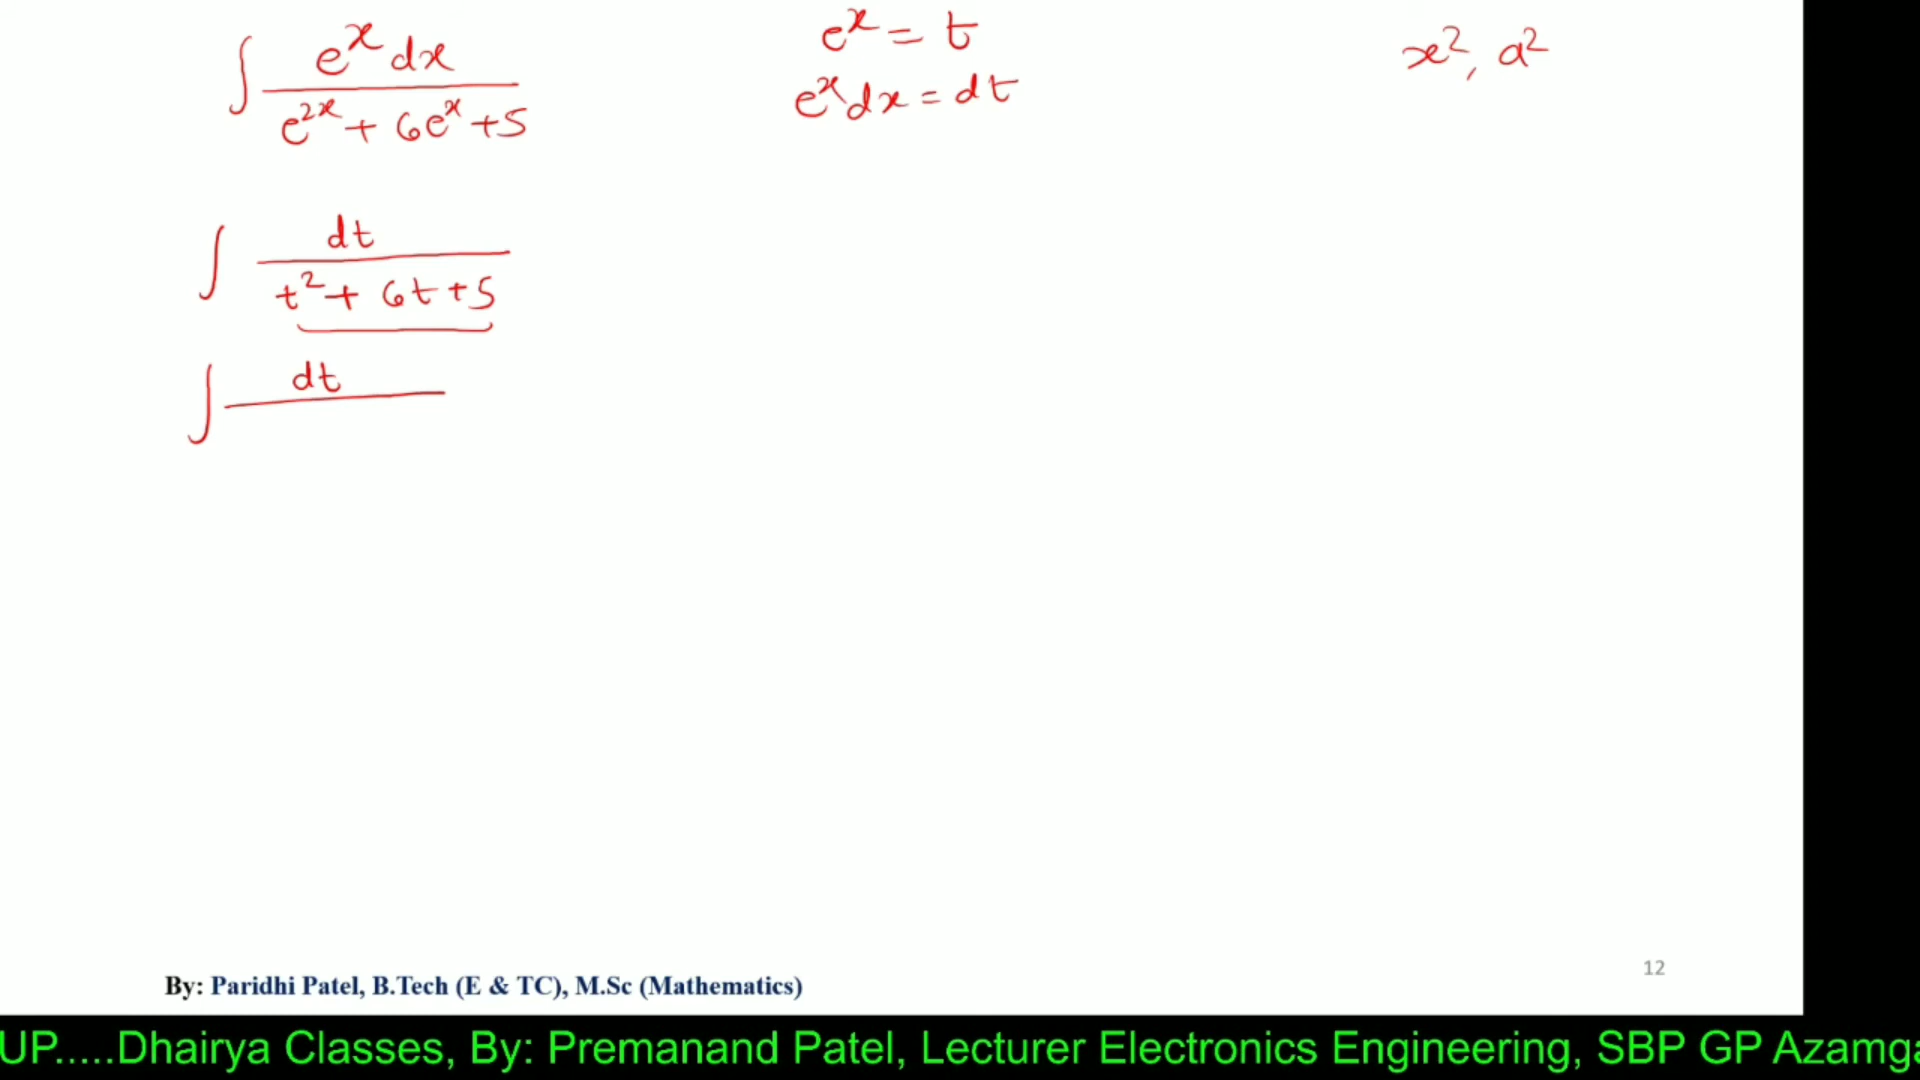 ∫ e^x dx / (e^2x + 6e^x + 5)
e^x = t
e^x dx = dt
x², a²
∫ dt / (t² + 6t + 5)
∫ dt /
12
By: Paridhi Patel, B.Tech (E & TC), M.Sc (Mathematics)
UP.....Dhairya Classes, By: Premanand Patel, Lecturer Electronics Engineering, SBP GP Azamga